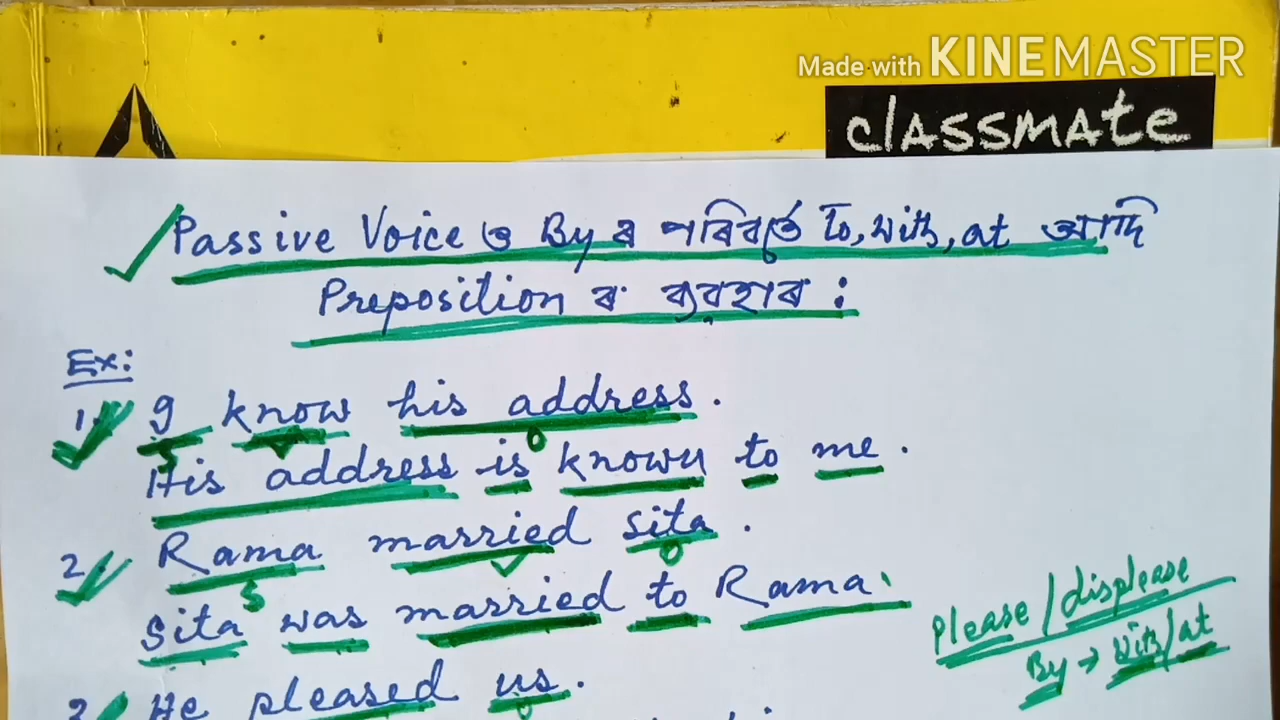 Made with KINEMASTER
classmate
Passive Voice ত By ৰ পৰিবৰ্তে to, with, at আদি
Preposition ৰ ব্যৱহাৰ :
Ex:
1. I know his address.
S V O
His address is known to me.
2. Rama married Sita.
S V O
Sita was married to Rama.
Please / displease
By → with/at
3. He pleased us.